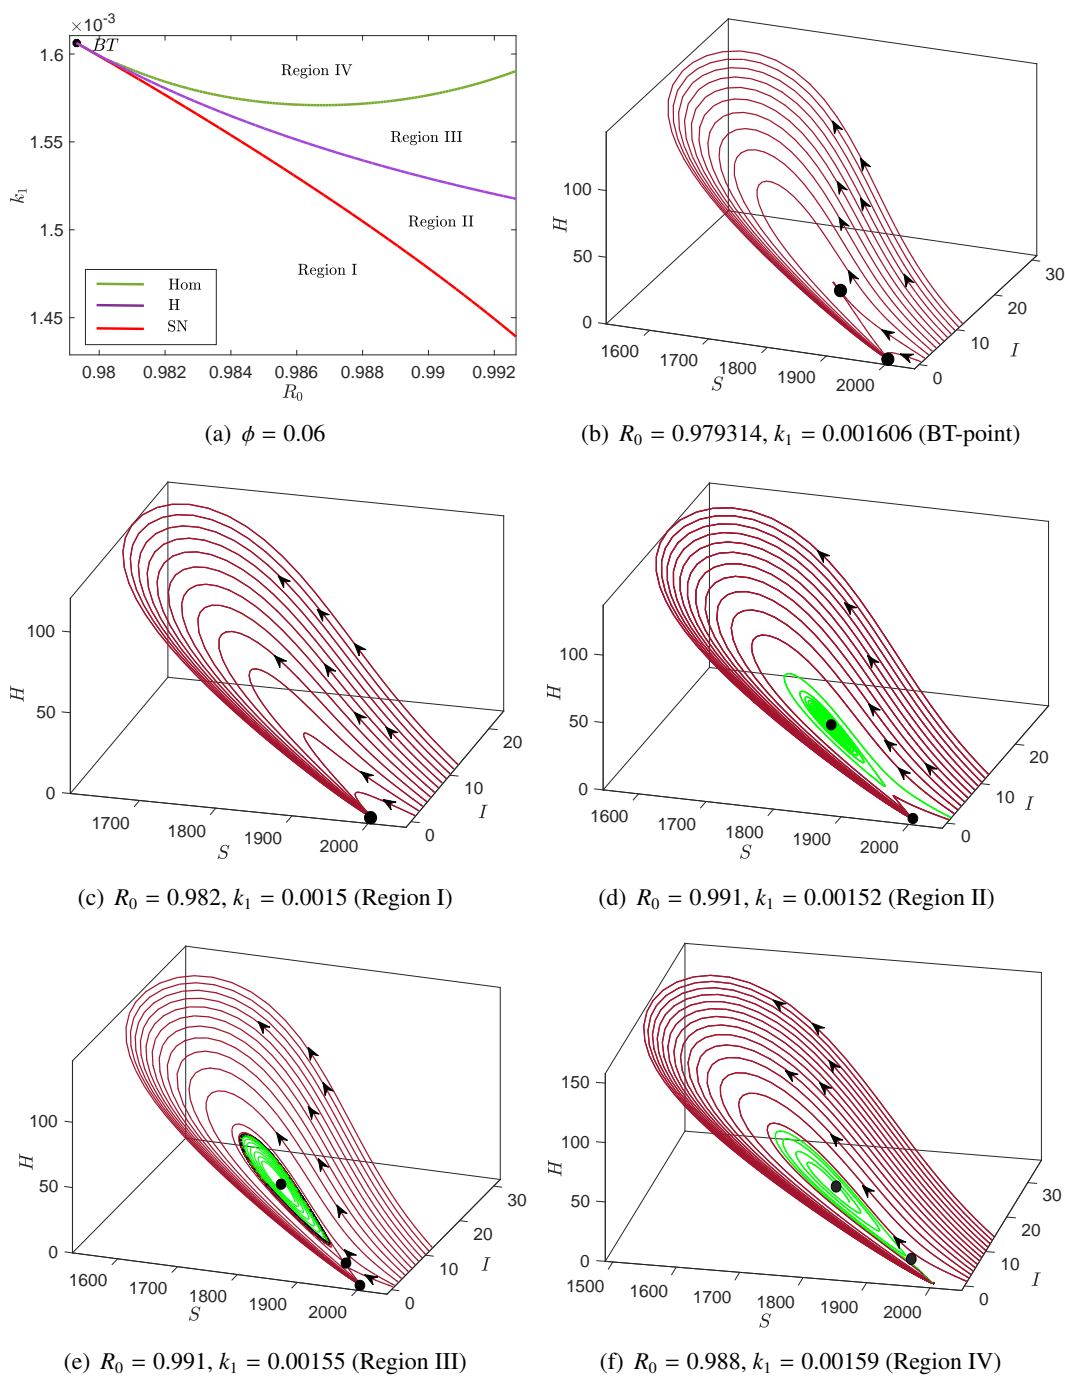 ×10⁻³
1.6
1.55
1.5
1.45
k₁
BT
Region IV
Region III
Region II
Region I
Hom
H
SN
0.98 0.982 0.984 0.986 0.988 0.99 0.992
R₀
(a) ϕ = 0.06
100
50
0
H
1600 1700 1800 1900 2000
S
0 10 20 30
I
(b) R₀ = 0.979314, k₁ = 0.001606 (BT-point)
100
50
0
H
1700 1800 1900 2000
S
0 10 20
I
(c) R₀ = 0.982, k₁ = 0.0015 (Region I)
100
50
0
H
1600 1700 1800 1900 2000
S
0 10 20
I
(d) R₀ = 0.991, k₁ = 0.00152 (Region II)
100
50
0
H
1600 1700 1800 1900 2000
S
0 10 20 30
I
(e) R₀ = 0.991, k₁ = 0.00155 (Region III)
150
100
50
0
H
1500 1600 1700 1800 1900 2000
S
0 10 20 30
I
(f) R₀ = 0.988, k₁ = 0.00159 (Region IV)